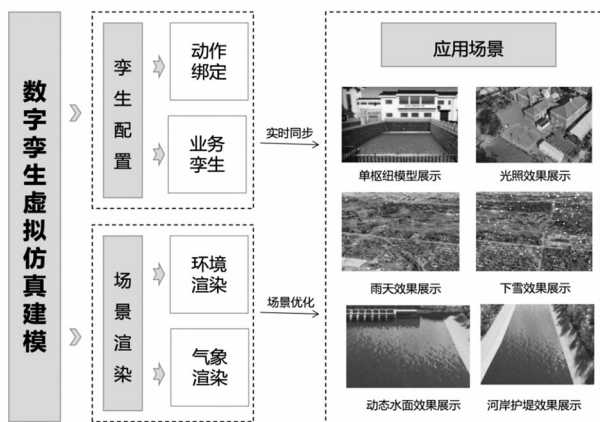 数字孪生虚拟仿真建模
孪生配置
动作
绑定
业务
孪生
实时同步
场景渲染
环境
渲染
气象
渲染
场景优化
应用场景
单枢纽模型展示
光照效果展示
雨天效果展示
下雪效果展示
动态水面效果展示
河岸护堤效果展示